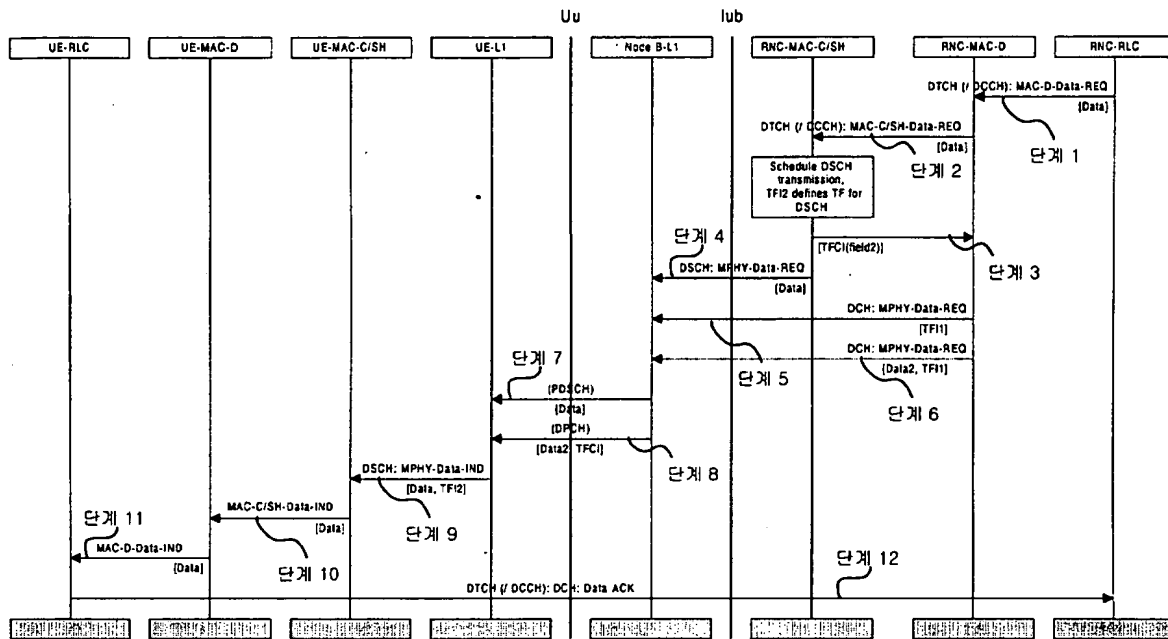 Uu
Iub
UE-RLC
UE-MAC-D
UE-MAC-C/SH
UE-L1
Node B-L1
RNC-MAC-C/SH
RNC-MAC-D
RNC-RLC
DTCH (/ DCCH): MAC-D-Data-REQ
[Data]
단계 1
DTCH (/ DCCH): MAC-C/SH-Data-REQ
[Data]
단계 2
Schedule DSCH
transmission,
TFI2 defines TF for
DSCH
[TFCI(field2)]
단계 3
단계 4
DSCH: MPHY-Data-REQ
[Data]
DCH: MPHY-Data-REQ
[TFI1]
단계 5
DCH: MPHY-Data-REQ
[Data2, TFI1]
단계 6
단계 7
(PDSCH)
[Data]
(DPCH)
[Data2, TFCI]
단계 8
DSCH: MPHY-Data-IND
[Data, TFI2]
단계 9
MAC-C/SH-Data-IND
[Data]
단계 10
단계 11
MAC-D-Data-IND
[Data]
단계 12
DTCH (/ DCCH): DCH: Data ACK